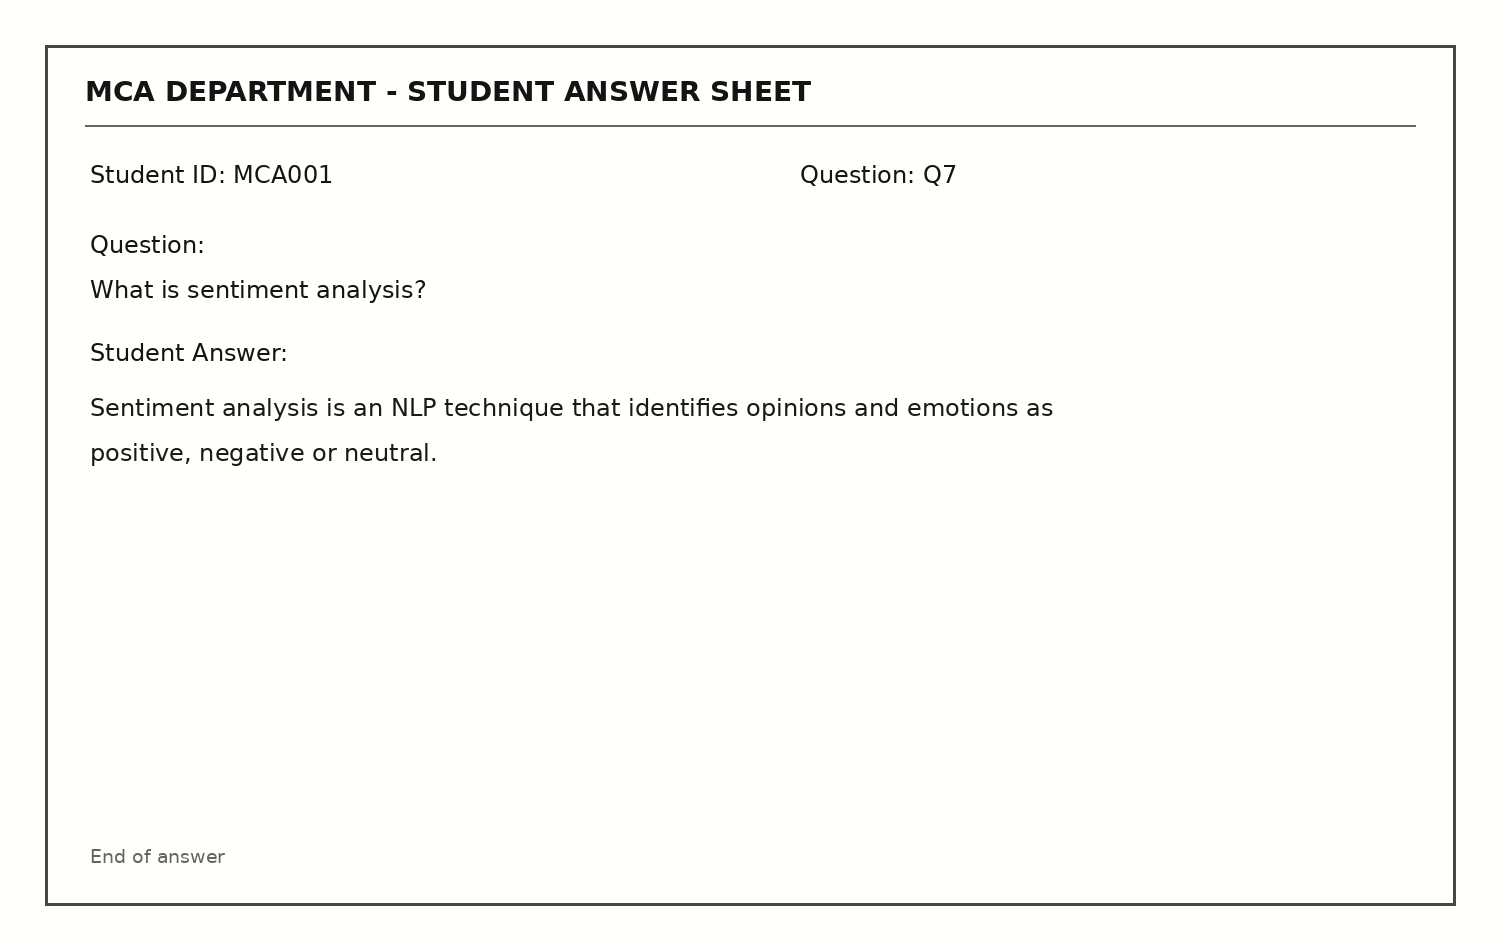 MCA DEPARTMENT - STUDENT ANSWER SHEET
Student ID: MCA001 Question: Q7
Question:
What is sentiment analysis?
Student Answer:
Sentiment analysis is an NLP technique that identifies opinions and emotions as
positive, negative or neutral.
End of answer